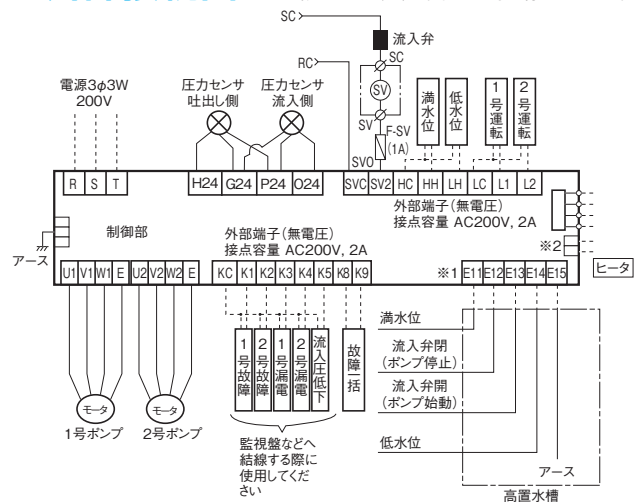 SC
流入弁
RC
SC
電源3φ3W
200V
圧力センサ
吐出し側
圧力センサ
流入側
SV
SV
F-SV
(1A)
SVO
満水位
低水位
1号運転
2号運転
R S T
H24 G24 P24 O24
SVC SV2 HC HH LH LC L1 L2
制御部
外部端子(無電圧)
接点容量 AC200V, 2A
外部端子(無電圧)
接点容量 AC200V, 2A
※2
アース
ヒータ
U1 V1 W1 E U2 V2 W2 E
KC K1 K2 K3 K4 K5 K8 K9
※1 E11 E12 E13 E14 E15
満水位
流入弁閉
(ポンプ停止)
流入弁開
(ポンプ始動)
低水位
1号故障
2号故障
1号漏電
2号漏電
流入圧低下
故障一括
モータ
モータ
1号ポンプ
2号ポンプ
監視盤などへ
結線する際に
使用してくだ
さい
アース
高置水槽